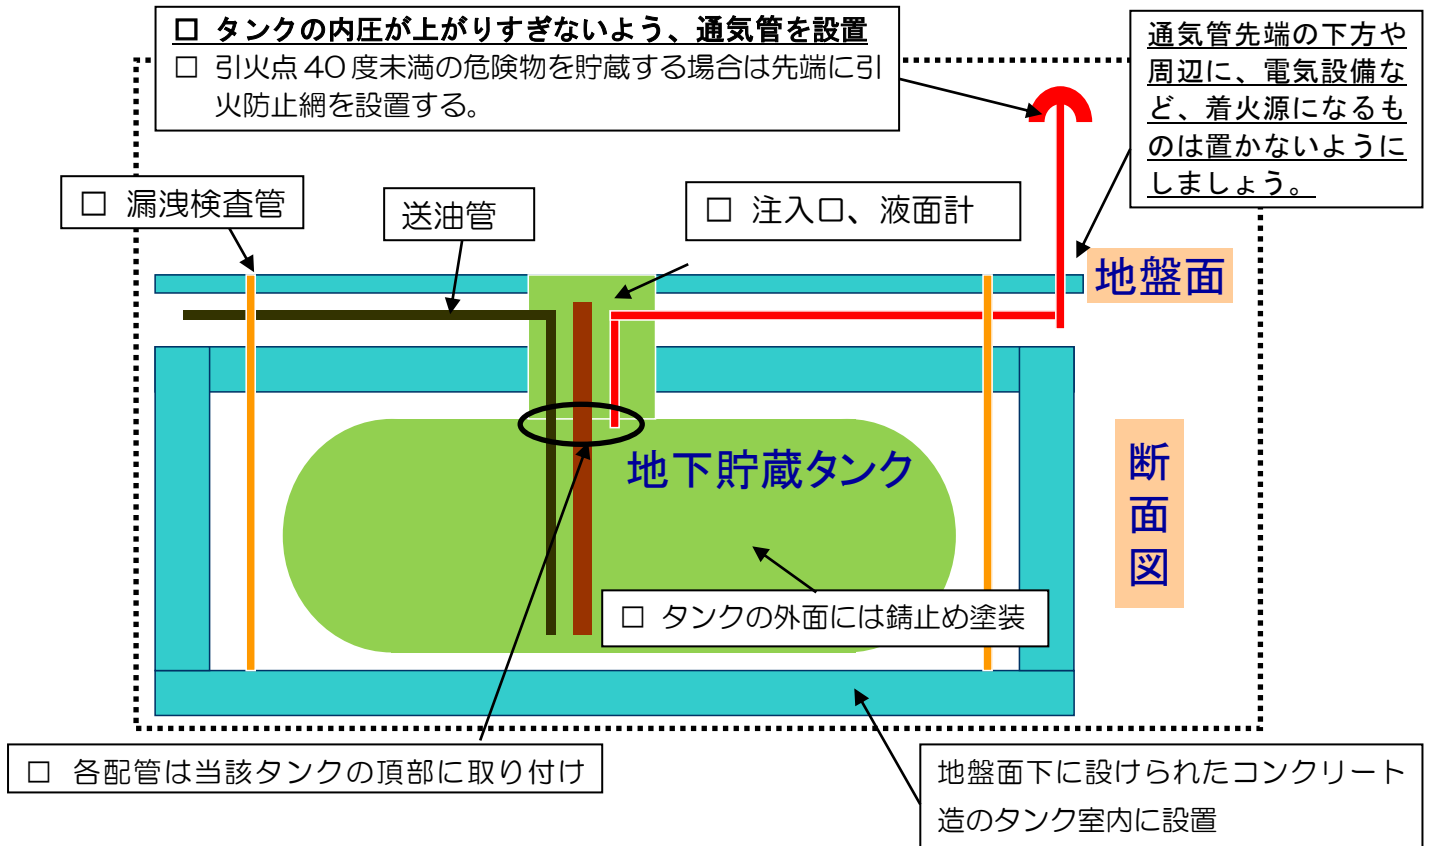 □ タンクの内圧が上がりすぎないよう、通気管を設置
□ 引火点 40 度未満の危険物を貯蔵する場合は先端に引
火防止網を設置する。
通気管先端の下方や
周辺に、電気設備な
ど、着火源になるも
のは置かないように
しましょう。
□ 漏洩検査管
送油管
□ 注入口、液面計
地盤面
地下貯蔵タンク
断面図
□ タンクの外面には錆止め塗装
□ 各配管は当該タンクの頂部に取り付け
地盤面下に設けられたコンクリート
造のタンク室内に設置